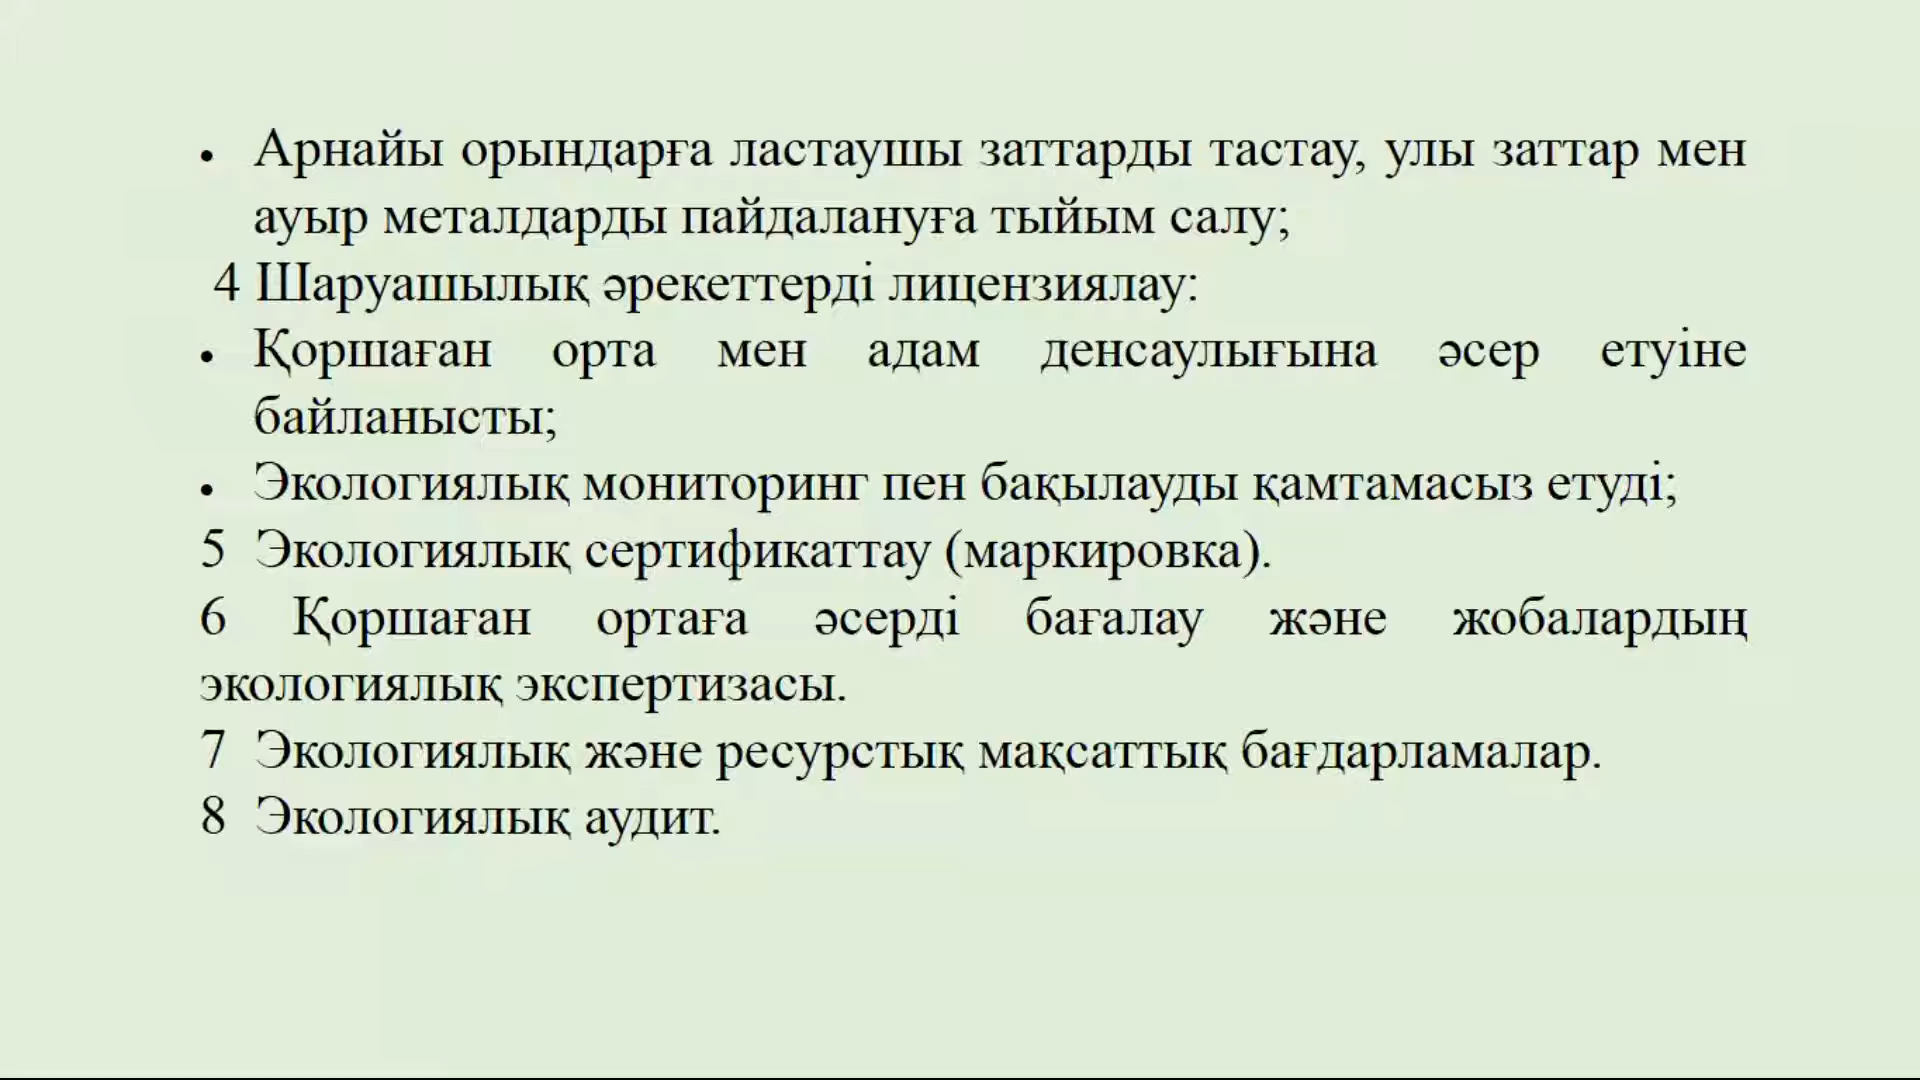 • Арнайы орындарға ластаушы заттарды тастау, улы заттар мен
ауыр металдарды пайдалануға тыйым салу;
4 Шаруашылық әрекеттерді лицензиялау:
• Қоршаған орта мен адам денсаулығына әсер етуіне
байланысты;
• Экологиялық мониторинг пен бақылауды қамтамасыз етуді;
5 Экологиялық сертификаттау (маркировка).
6 Қоршаған ортаға әсерді бағалау және жобалардың
экологиялық экспертизасы.
7 Экологиялық және ресурстық мақсаттық бағдарламалар.
8 Экологиялық аудит.